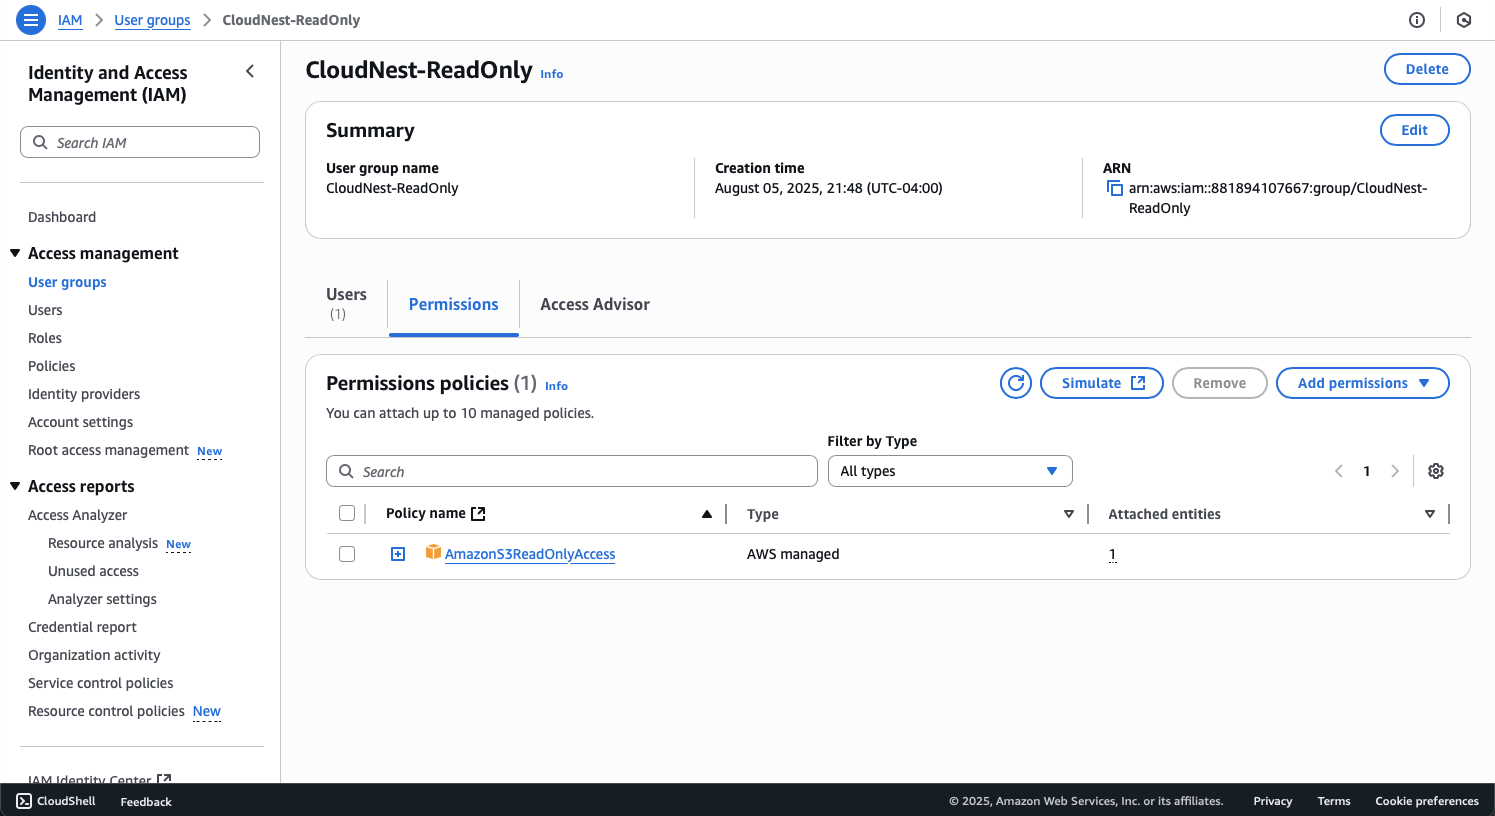 IAM
User groups
CloudNest-ReadOnly
Identity and Access
Management (IAM)
Search IAM
Dashboard
Access management
User groups
Users
Roles
Policies
Identity providers
Account settings
Root access management New
Access reports
Access Analyzer
Resource analysis New
Unused access
Analyzer settings
Credential report
Organization activity
Service control policies
Resource control policies New
IAM Identity Center
CloudNest-ReadOnly Info
Delete
Summary
Edit
User group name
CloudNest-ReadOnly
Creation time
August 05, 2025, 21:48 (UTC-04:00)
ARN
arn:aws:iam::881894107667:group/CloudNest-
ReadOnly
Users
(1)
Permissions
Access Advisor
Permissions policies (1) Info
Simulate
Remove
Add permissions
You can attach up to 10 managed policies.
Filter by Type
Search
All types
1
Policy name
Type
Attached entities
AmazonS3ReadOnlyAccess
AWS managed
1
CloudShell
Feedback
© 2025, Amazon Web Services, Inc. or its affiliates.
Privacy
Terms
Cookie preferences